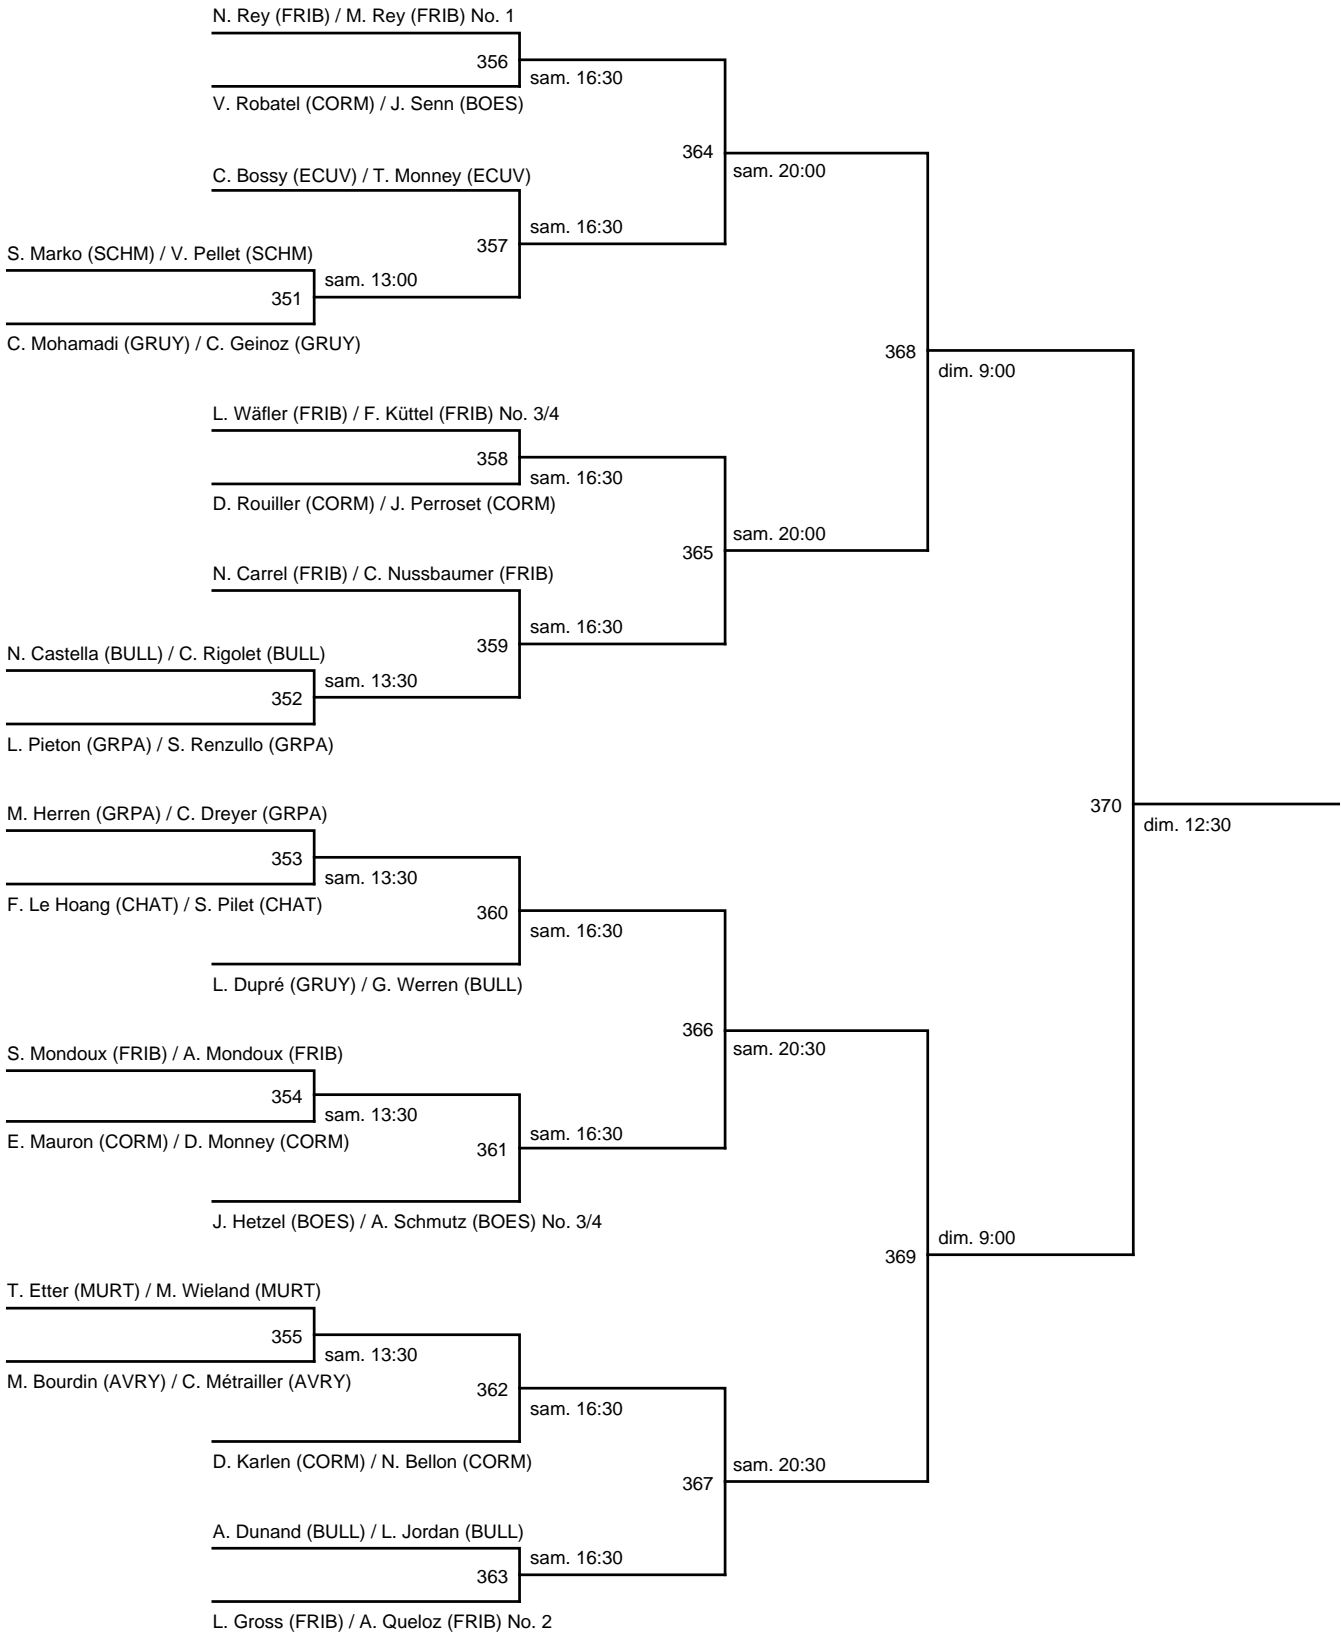 N. Rey (FRIB) / M. Rey (FRIB) No. 1
356
sam. 16:30
V. Robatel (CORM) / J. Senn (BOES)
364
sam. 20:00
C. Bossy (ECUV) / T. Monney (ECUV)
sam. 16:30
357
S. Marko (SCHM) / V. Pellet (SCHM)
sam. 13:00
351
C. Mohamadi (GRUY) / C. Geinoz (GRUY)
368
dim. 9:00
L. Wäfler (FRIB) / F. Küttel (FRIB) No. 3/4
358
sam. 16:30
D. Rouiller (CORM) / J. Perroset (CORM)
sam. 20:00
365
N. Carrel (FRIB) / C. Nussbaumer (FRIB)
sam. 16:30
359
N. Castella (BULL) / C. Rigolet (BULL)
sam. 13:30
352
L. Pieton (GRPA) / S. Renzullo (GRPA)
370
dim. 12:30
M. Herren (GRPA) / C. Dreyer (GRPA)
353
sam. 13:30
F. Le Hoang (CHAT) / S. Pilet (CHAT)
360
sam. 16:30
L. Dupré (GRUY) / G. Werren (BULL)
366
sam. 20:30
S. Mondoux (FRIB) / A. Mondoux (FRIB)
354
sam. 13:30
E. Mauron (CORM) / D. Monney (CORM)
sam. 16:30
361
J. Hetzel (BOES) / A. Schmutz (BOES) No. 3/4
dim. 9:00
369
T. Etter (MURT) / M. Wieland (MURT)
355
sam. 13:30
M. Bourdin (AVRY) / C. Métrailler (AVRY)
362
sam. 16:30
D. Karlen (CORM) / N. Bellon (CORM)
sam. 20:30
367
A. Dunand (BULL) / L. Jordan (BULL)
sam. 16:30
363
L. Gross (FRIB) / A. Queloz (FRIB) No. 2